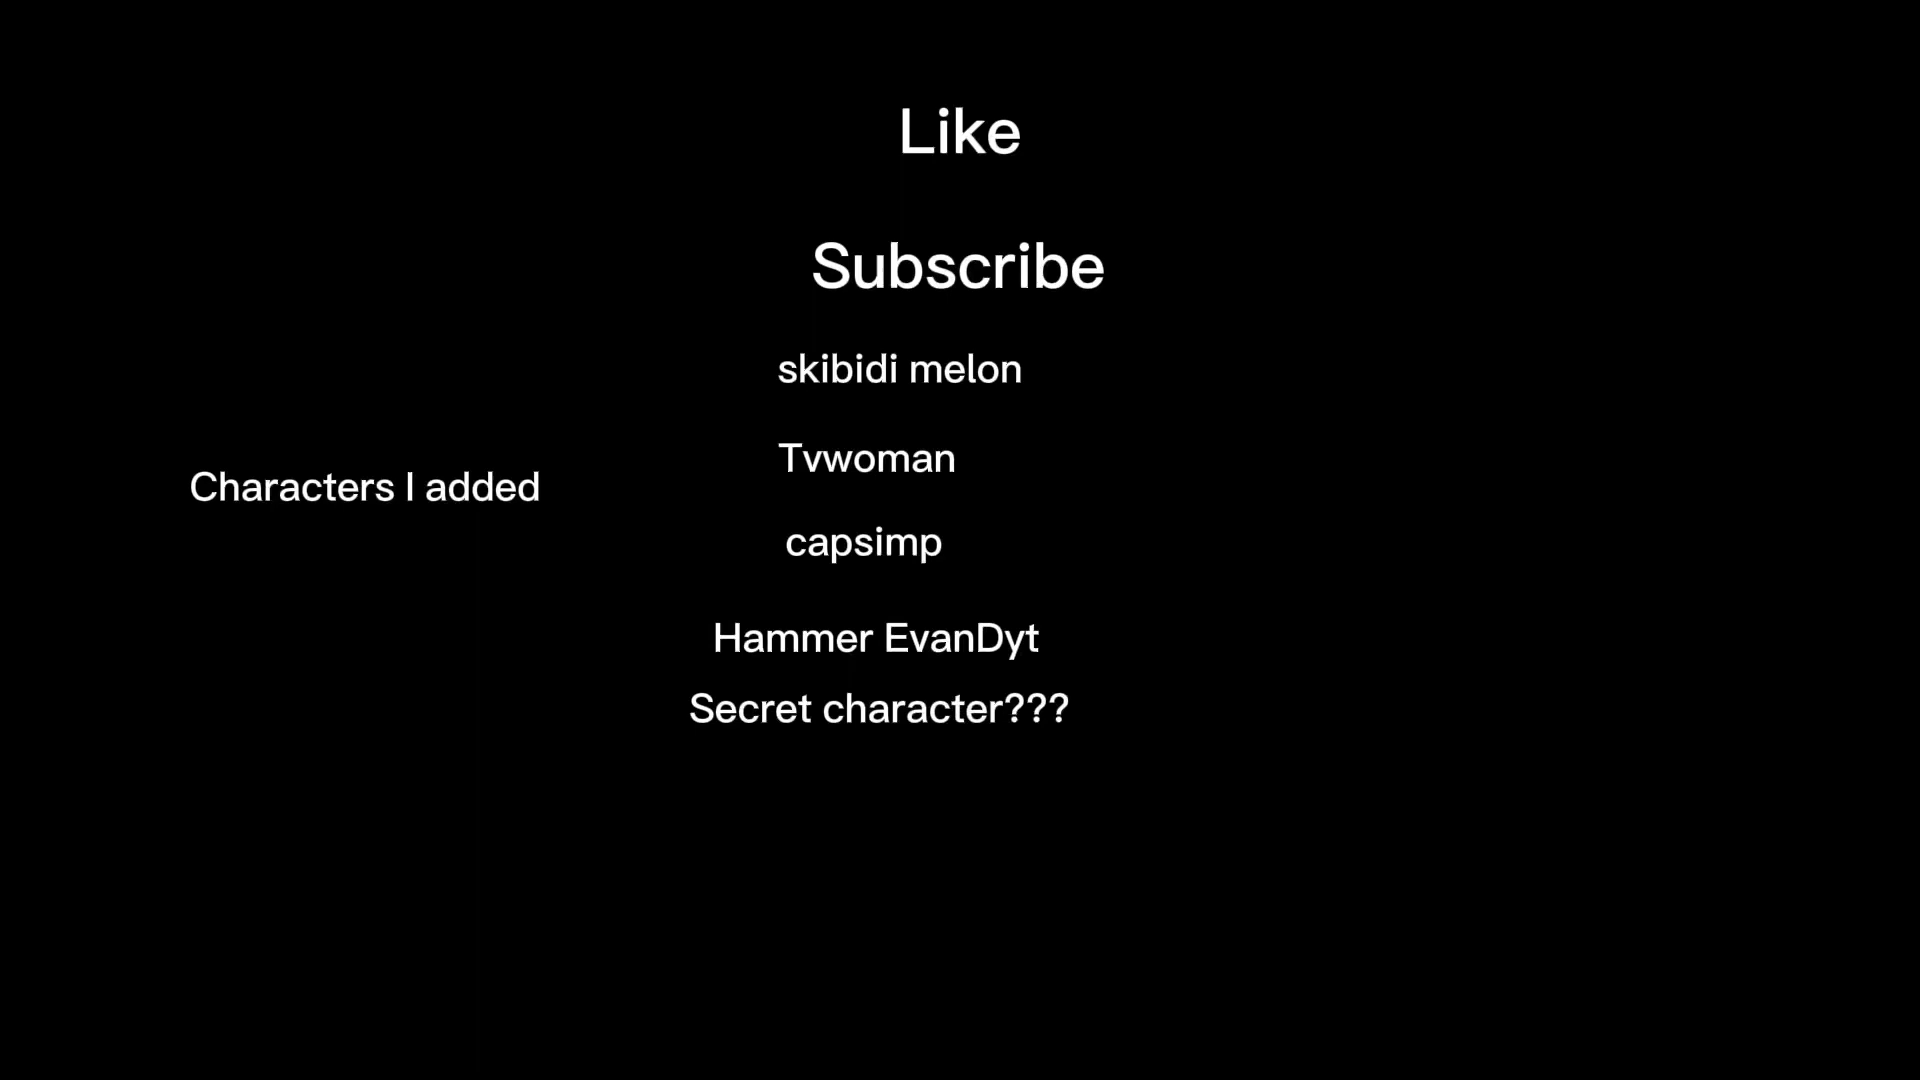 Like
Subscribe
skibidi melon
Tvwoman
Characters I added
capsimp
Hammer EvanDyt
Secret character???